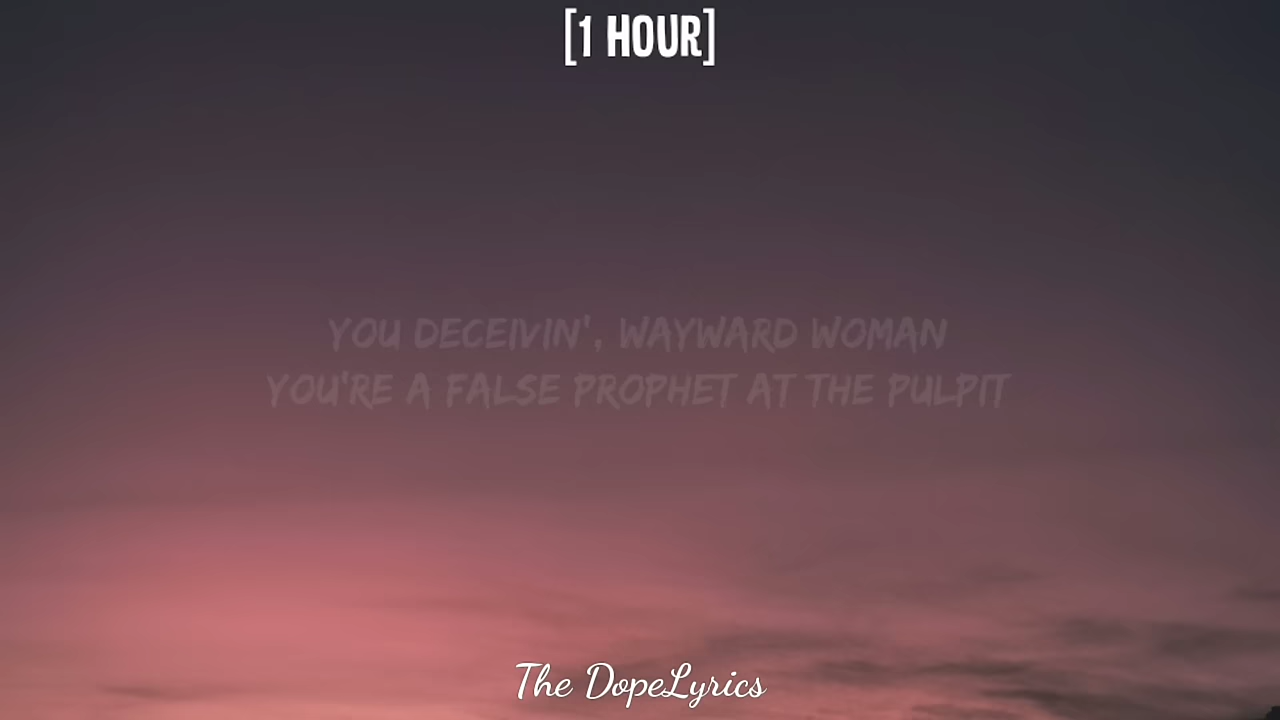 [1 HOUR]
YOU DECEIVIN', WAYWARD WOMAN
YOU'RE A FALSE PROPHET AT THE PULPIT
The DopeLyrics